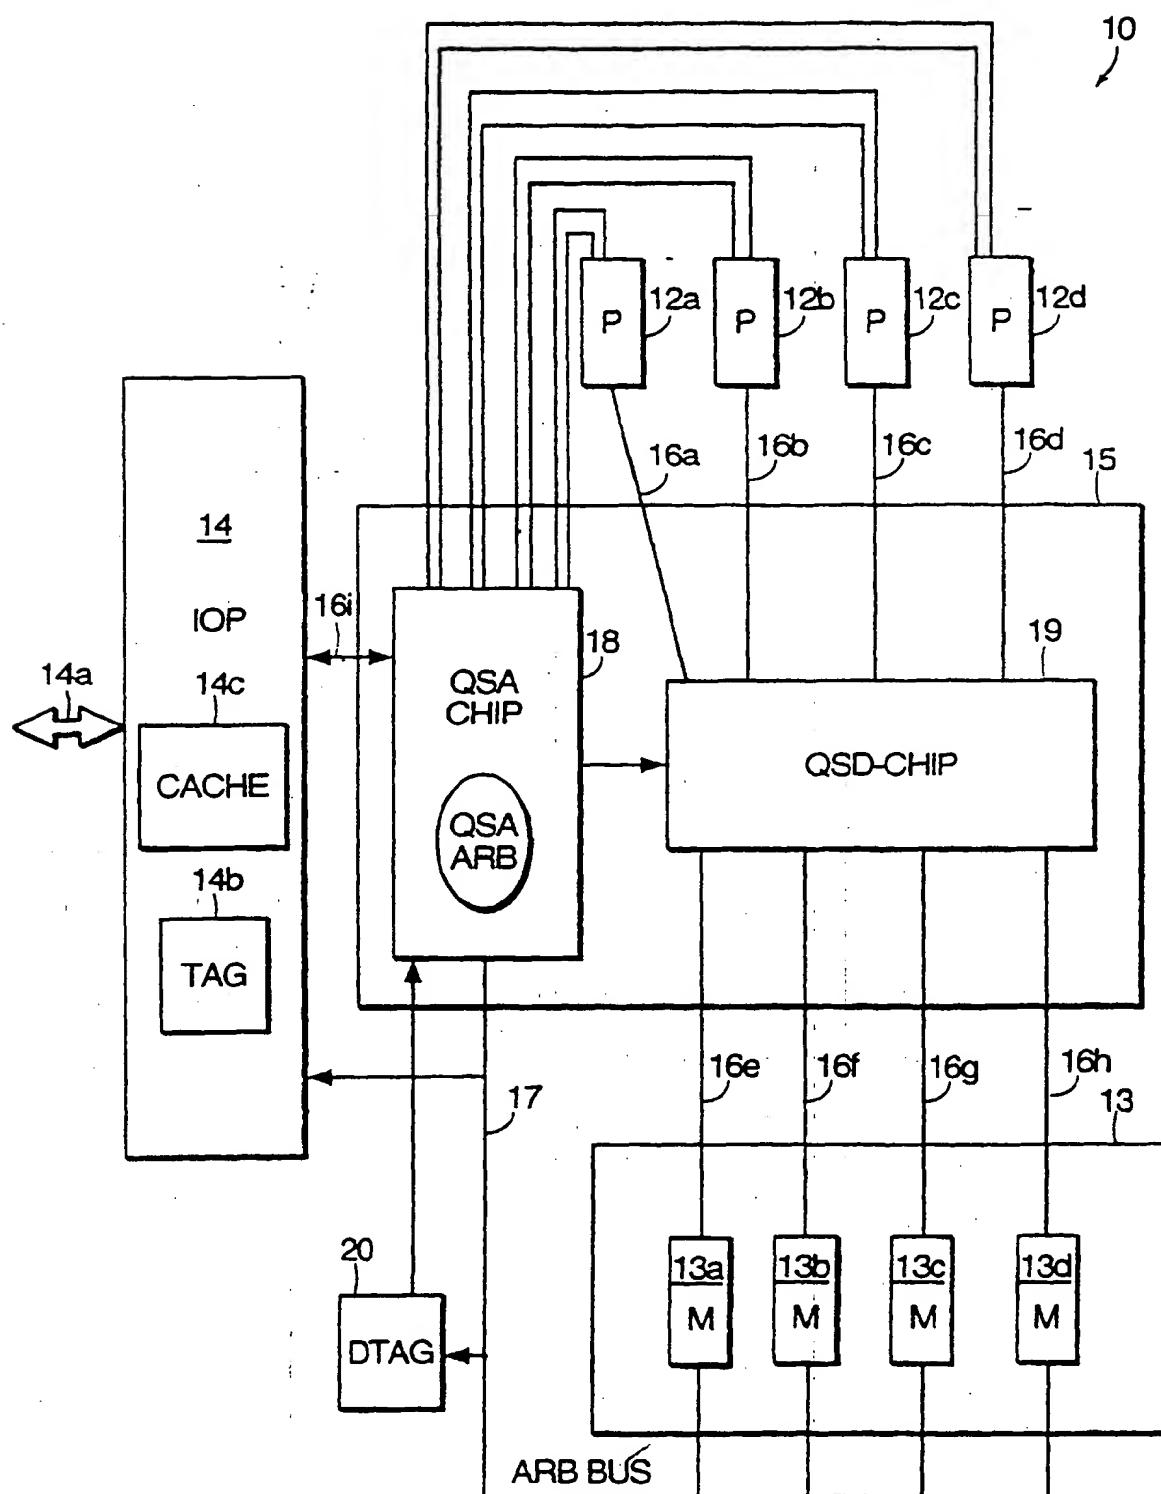 10
12a
12b
12c
12d
P
P
P
P
16a
16b
16c
16d
15
14
IOP
16i
18
19
14a
14c
QSA
CHIP
QSD-CHIP
CACHE
QSA
ARB
14b
TAG
16e
16f
16g
16h
17
13
20
13a
13b
13c
13d
M
M
M
M
DTAG
ARB BUS